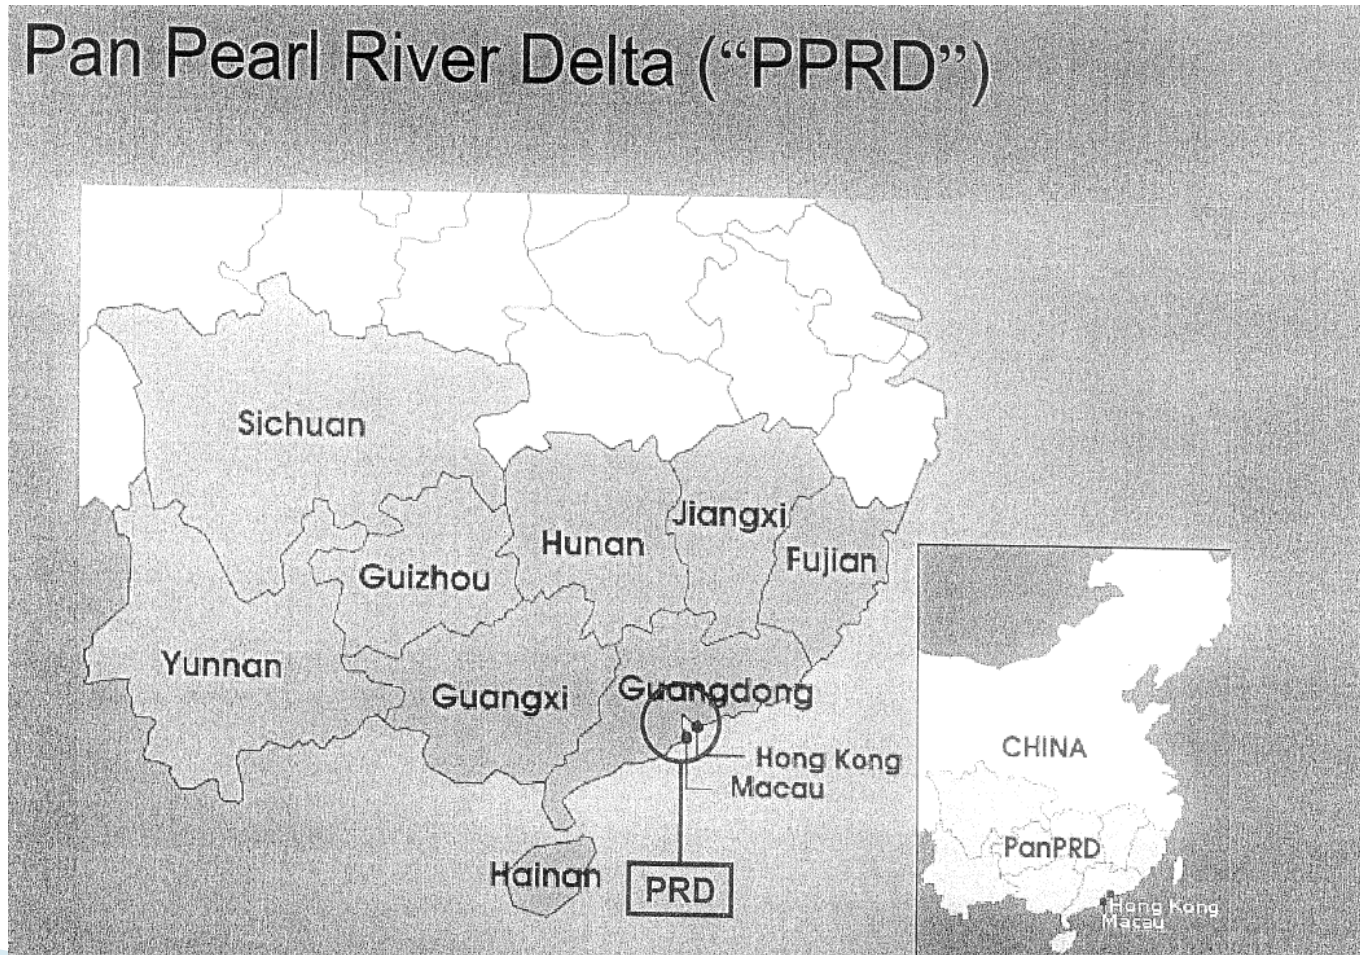 Pan Pearl River Delta (“PPRD”)
Sichuan
Jiangxi
Hunan
Fujian
Guizhou
Yunnan
Guangxi
Guangdong
Hong Kong
Macau
Hainan
PRD
CHINA
PanPRD
Hong Kong
Macau